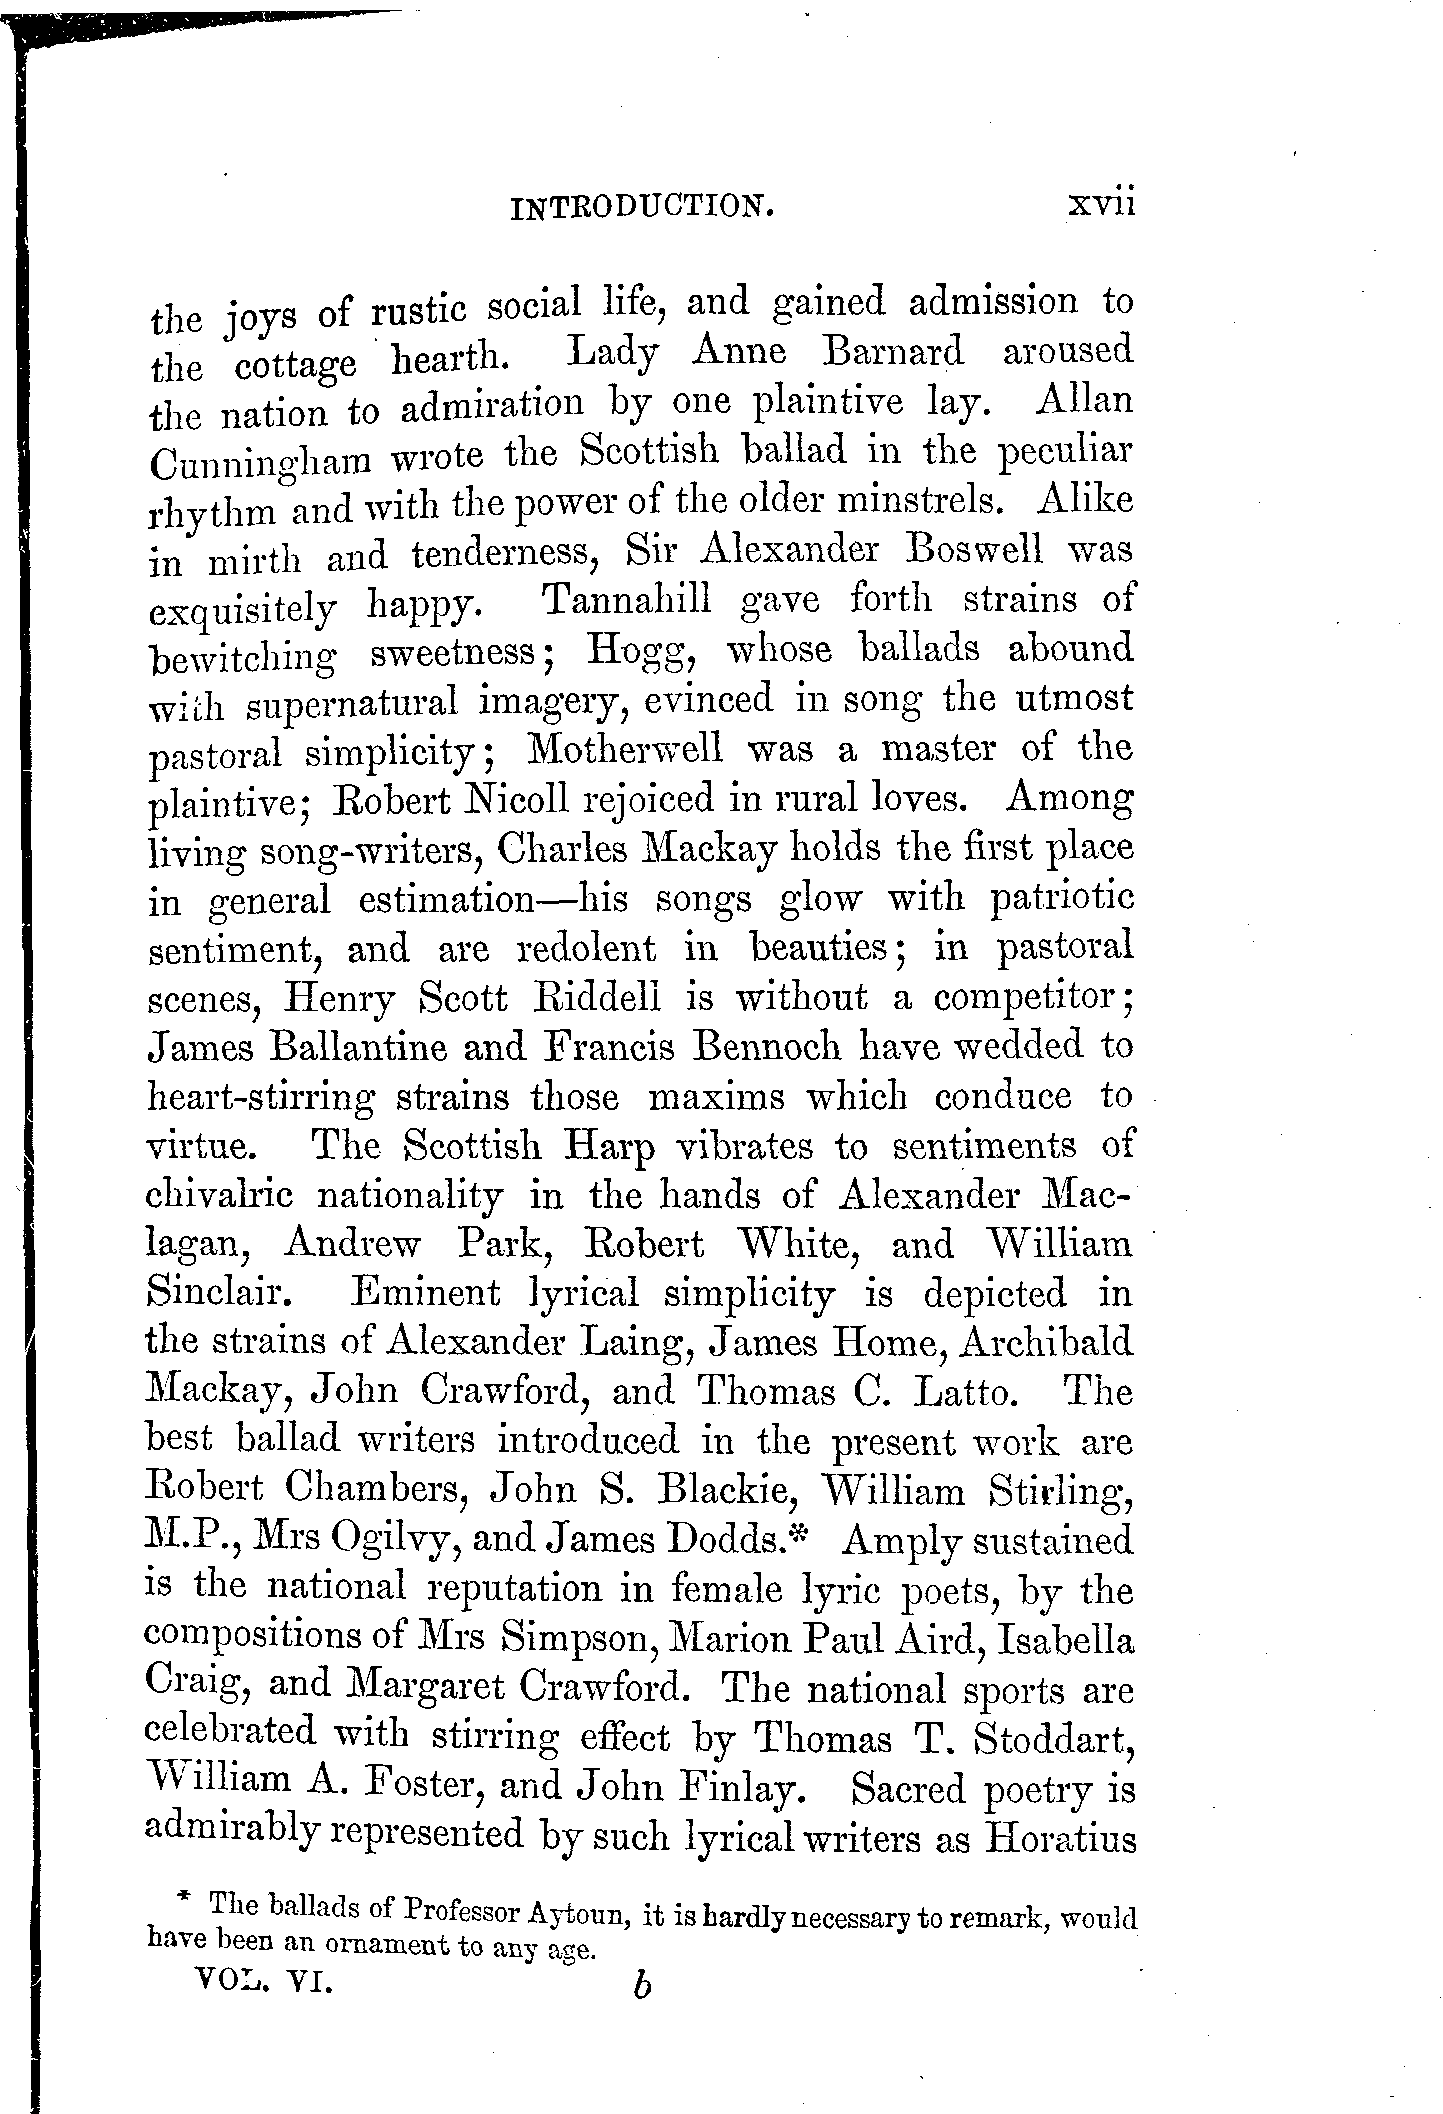 INTRODUCTION. xvii
the joys of rustic social life, and gained admission to
the cottage hearth. Lady Anne Barnard aroused
the nation to admiration by one plaintive lay. Allan
Cunningham wrote the Scottish ballad in the peculiar
rhythm and with the power of the older minstrels. Alike
in mirth and tenderness, Sir Alexander Boswell was
exquisitely happy. Tannahill gave forth strains of
bewitching sweetness; Hogg, whose ballads abound
with supernatural imagery, evinced in song the utmost
pastoral simplicity; Motherwell was a master of the
plaintive; Robert Nicoll rejoiced in rural loves. Among
living song-writers, Charles Mackay holds the first place
in general estimation—his songs glow with patriotic
sentiment, and are redolent in beauties; in pastoral
scenes, Henry Scott Riddell is without a competitor;
James Ballantine and Francis Bennoch have wedded to
heart-stirring strains those maxims which conduce to
virtue. The Scottish Harp vibrates to sentiments of
chivalric nationality in the hands of Alexander Mac-
lagan, Andrew Park, Robert White, and William
Sinclair. Eminent lyrical simplicity is depicted in
the strains of Alexander Laing, James Home, Archibald
Mackay, John Crawford, and Thomas C. Latto. The
best ballad writers introduced in the present work are
Robert Chambers, John S. Blackie, William Stirling,
M.P., Mrs Ogilvy, and James Dodds.* Amply sustained
is the national reputation in female lyric poets, by the
compositions of Mrs Simpson, Marion Paul Aird, Isabella
Craig, and Margaret Crawford. The national sports are
celebrated with stirring effect by Thomas T. Stoddart,
William A. Foster, and John Finlay. Sacred poetry is
admirably represented by such lyrical writers as Horatius
* The ballads of Professor Aytoun, it is hardly necessary to remark, would
have been an ornament to any age.
VOL. VI. b